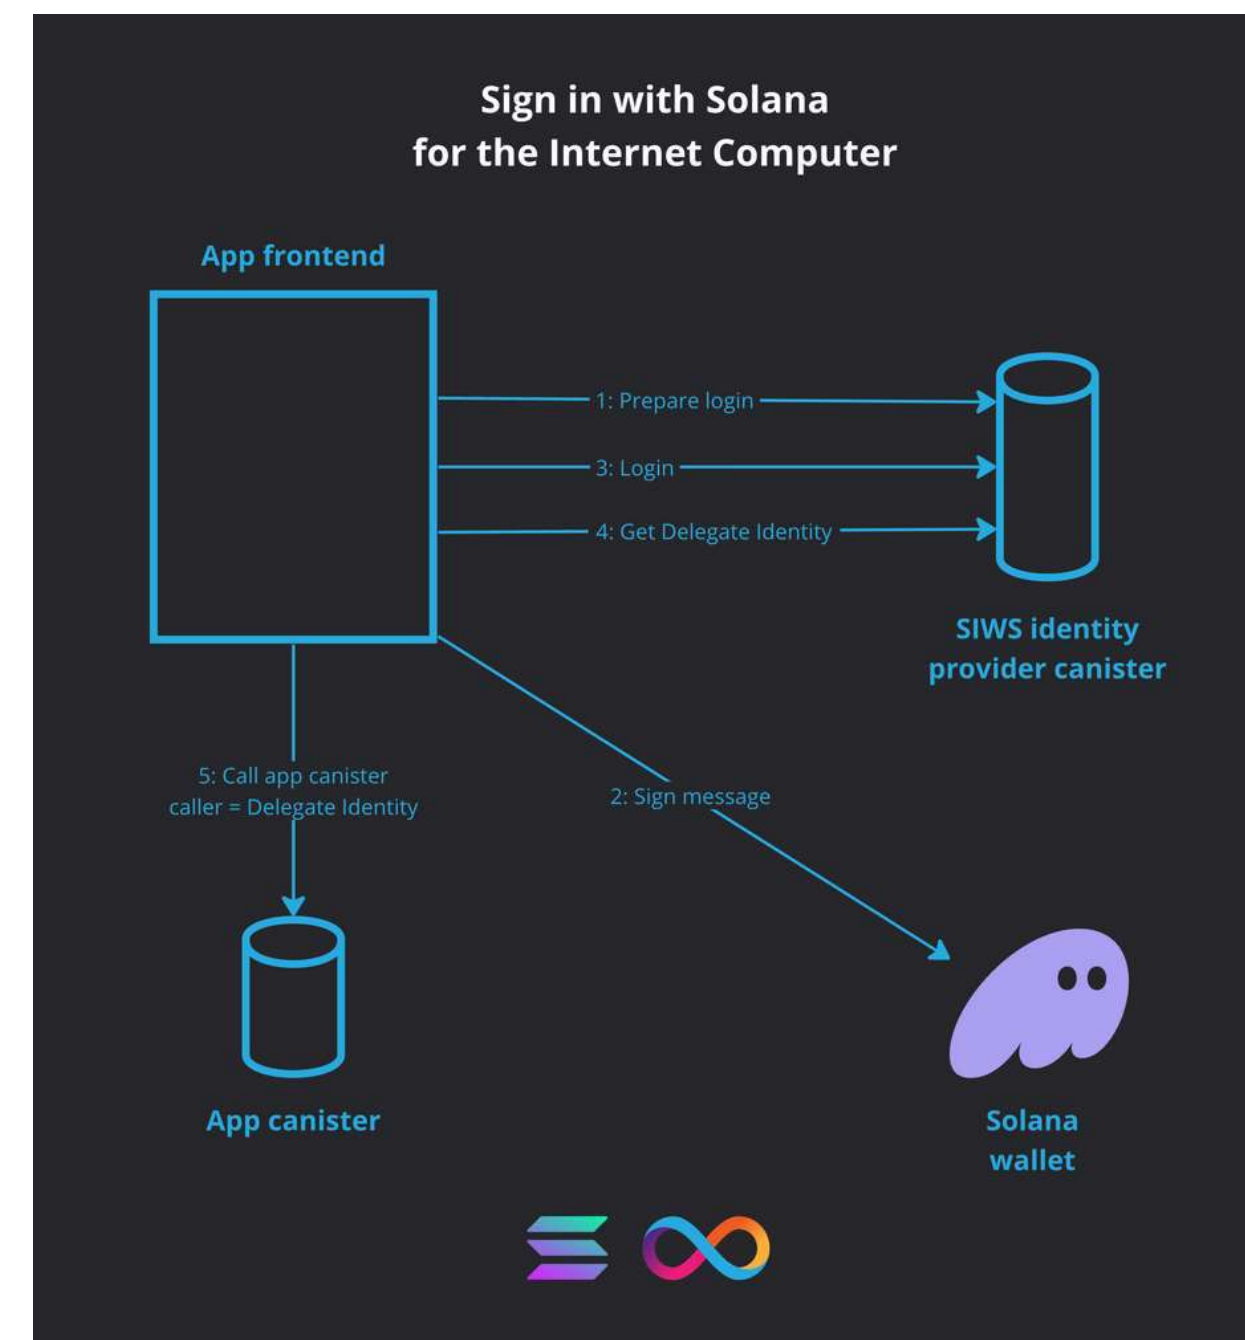 Sign in with Solana
for the Internet Computer
App frontend
1: Prepare login
3: Login
4: Get Delegate Identity
SIWS identity
provider canister
5: Call app canister
caller = Delegate Identity
2: Sign message
App canister
Solana
wallet